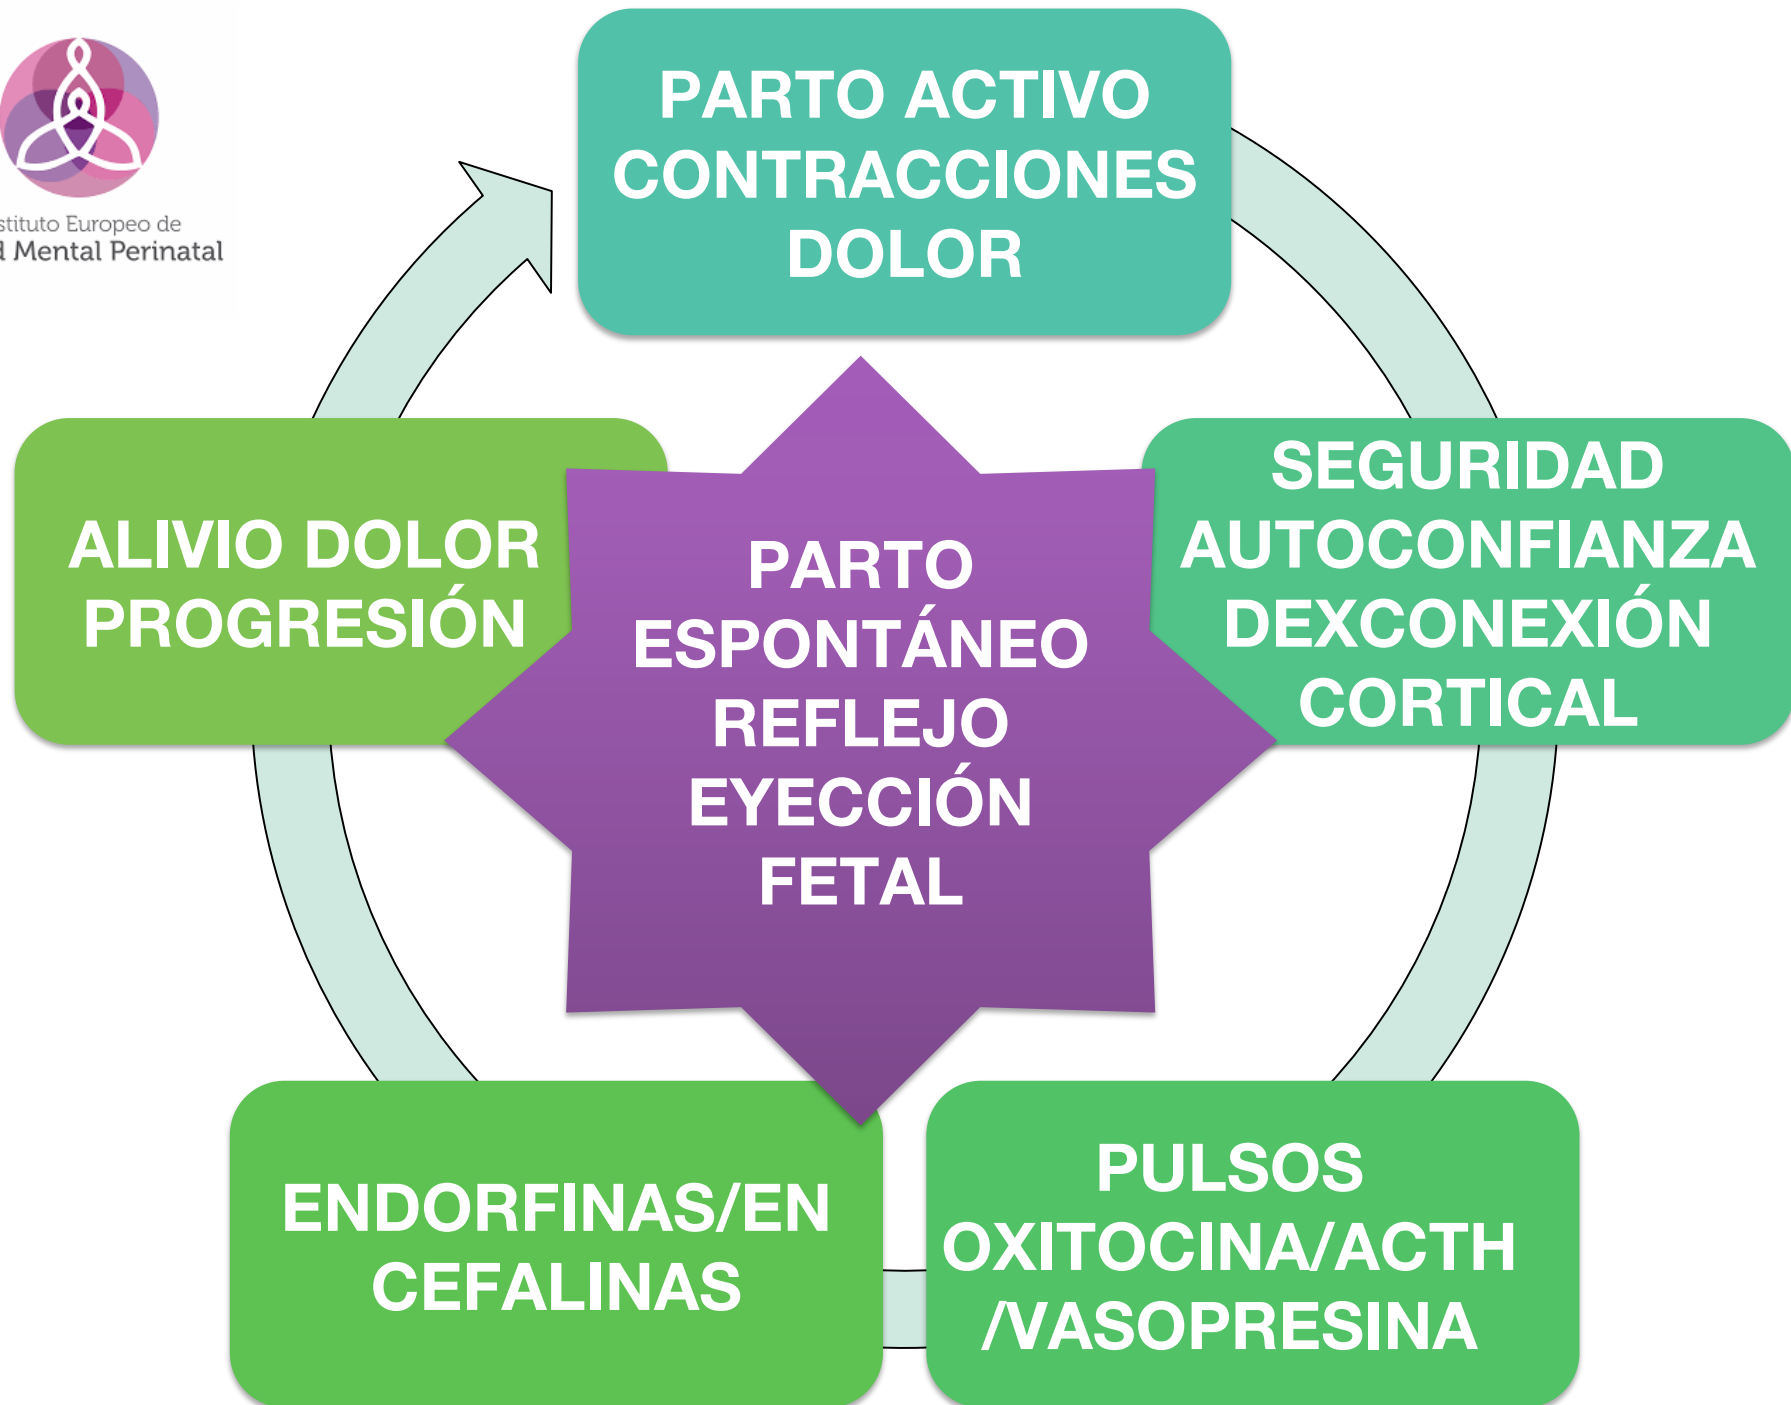 stituto Europeo de
d Mental Perinatal
PARTO ACTIVO
CONTRACCIONES
DOLOR
SEGURIDAD
AUTOCONFIANZA
DEXCONEXIÓN
CORTICAL
PULSOS
OXITOCINA/ACTH
/VASOPRESINA
ENDORFINAS/EN
CEFALINAS
ALIVIO DOLOR
PROGRESIÓN
PARTO
ESPONTÁNEO
REFLEJO
EYECCIÓN
FETAL